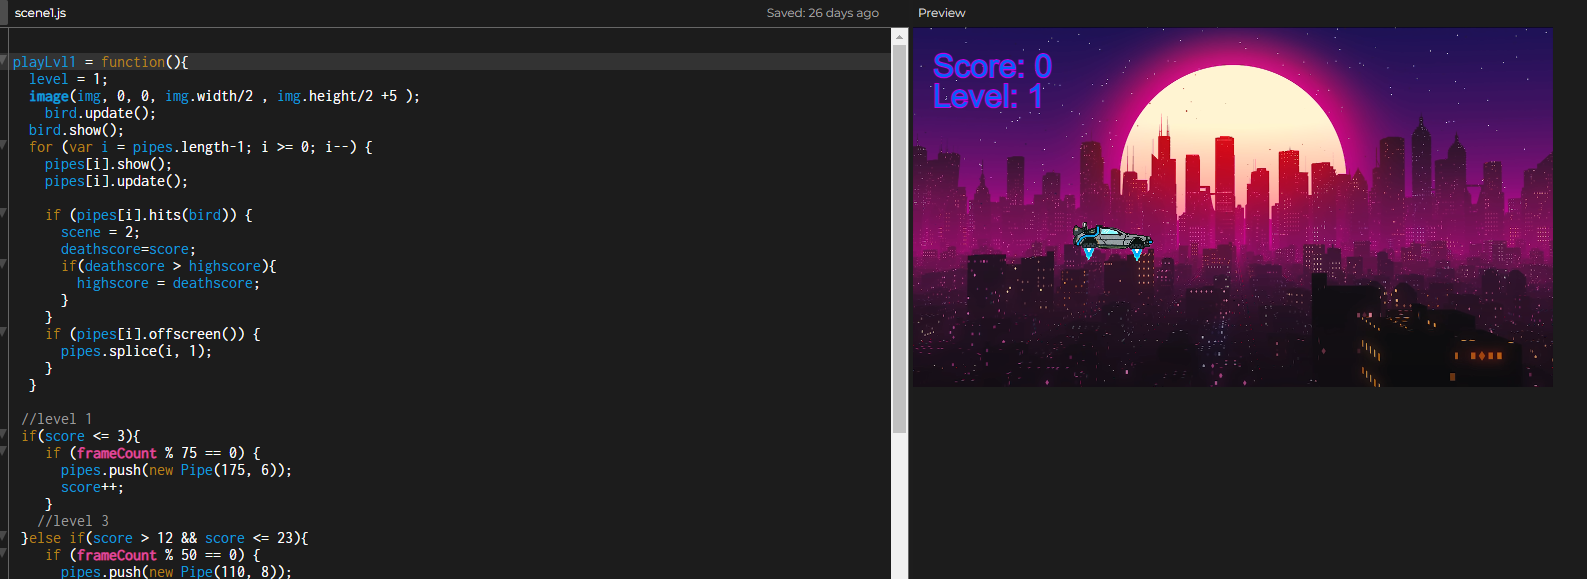 scene1.js
Saved: 26 days ago
Preview
playLvl1 = function(){
level = 1;
image(img, 0, 0, img.width/2 , img.height/2 +5 );
bird.update();
bird.show();
for (var i = pipes.length-1; i >= 0; i--) {
pipes[i].show();
pipes[i].update();
if (pipes[i].hits(bird)) {
scene = 2;
deathscore=score;
if(deathscore > highscore){
highscore = deathscore;
}
}
if (pipes[i].offscreen()) {
pipes.splice(i, 1);
}
}
//level 1
if(score <= 3){
if (frameCount % 75 == 0) {
pipes.push(new Pipe(175, 6));
score++;
}
//level 3
}else if(score > 12 && score <= 23){
if (frameCount % 50 == 0) {
pipes.push(new Pipe(110, 8));
Score: 0
Level: 1